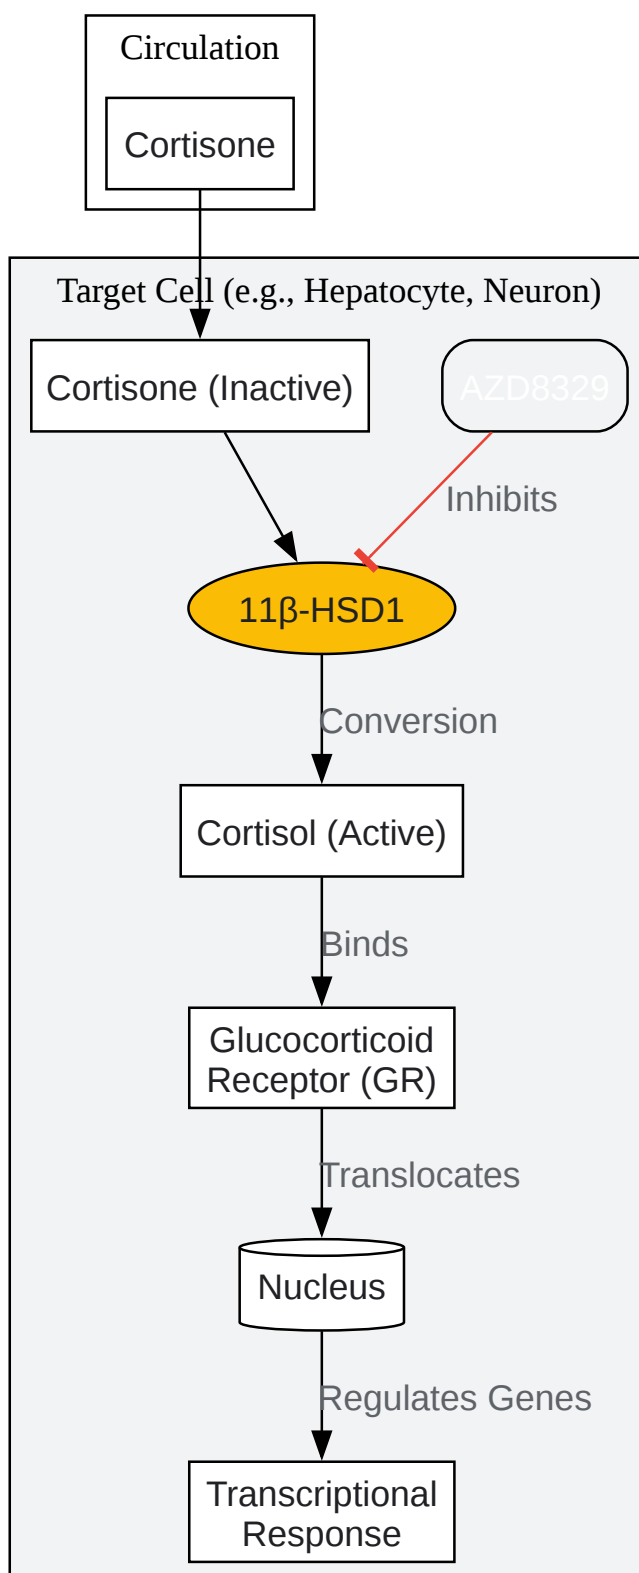 Circulation
Cortisone
Target Cell (e.g., Hepatocyte, Neuron)
Cortisone (Inactive)
AZD8329
Inhibits
11β-HSD1
Conversion
Cortisol (Active)
Binds
Glucocorticoid
Receptor (GR)
Translocates
Nucleus
Regulates Genes
Transcriptional
Response